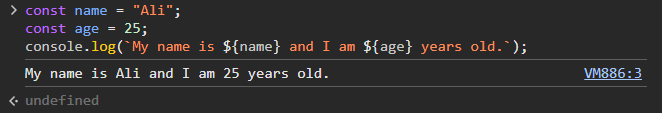 const name = "Ali";
const age = 25;
console.log(`My name is ${name} and I am ${age} years old.`);
My name is Ali and I am 25 years old. VM886:3
undefined